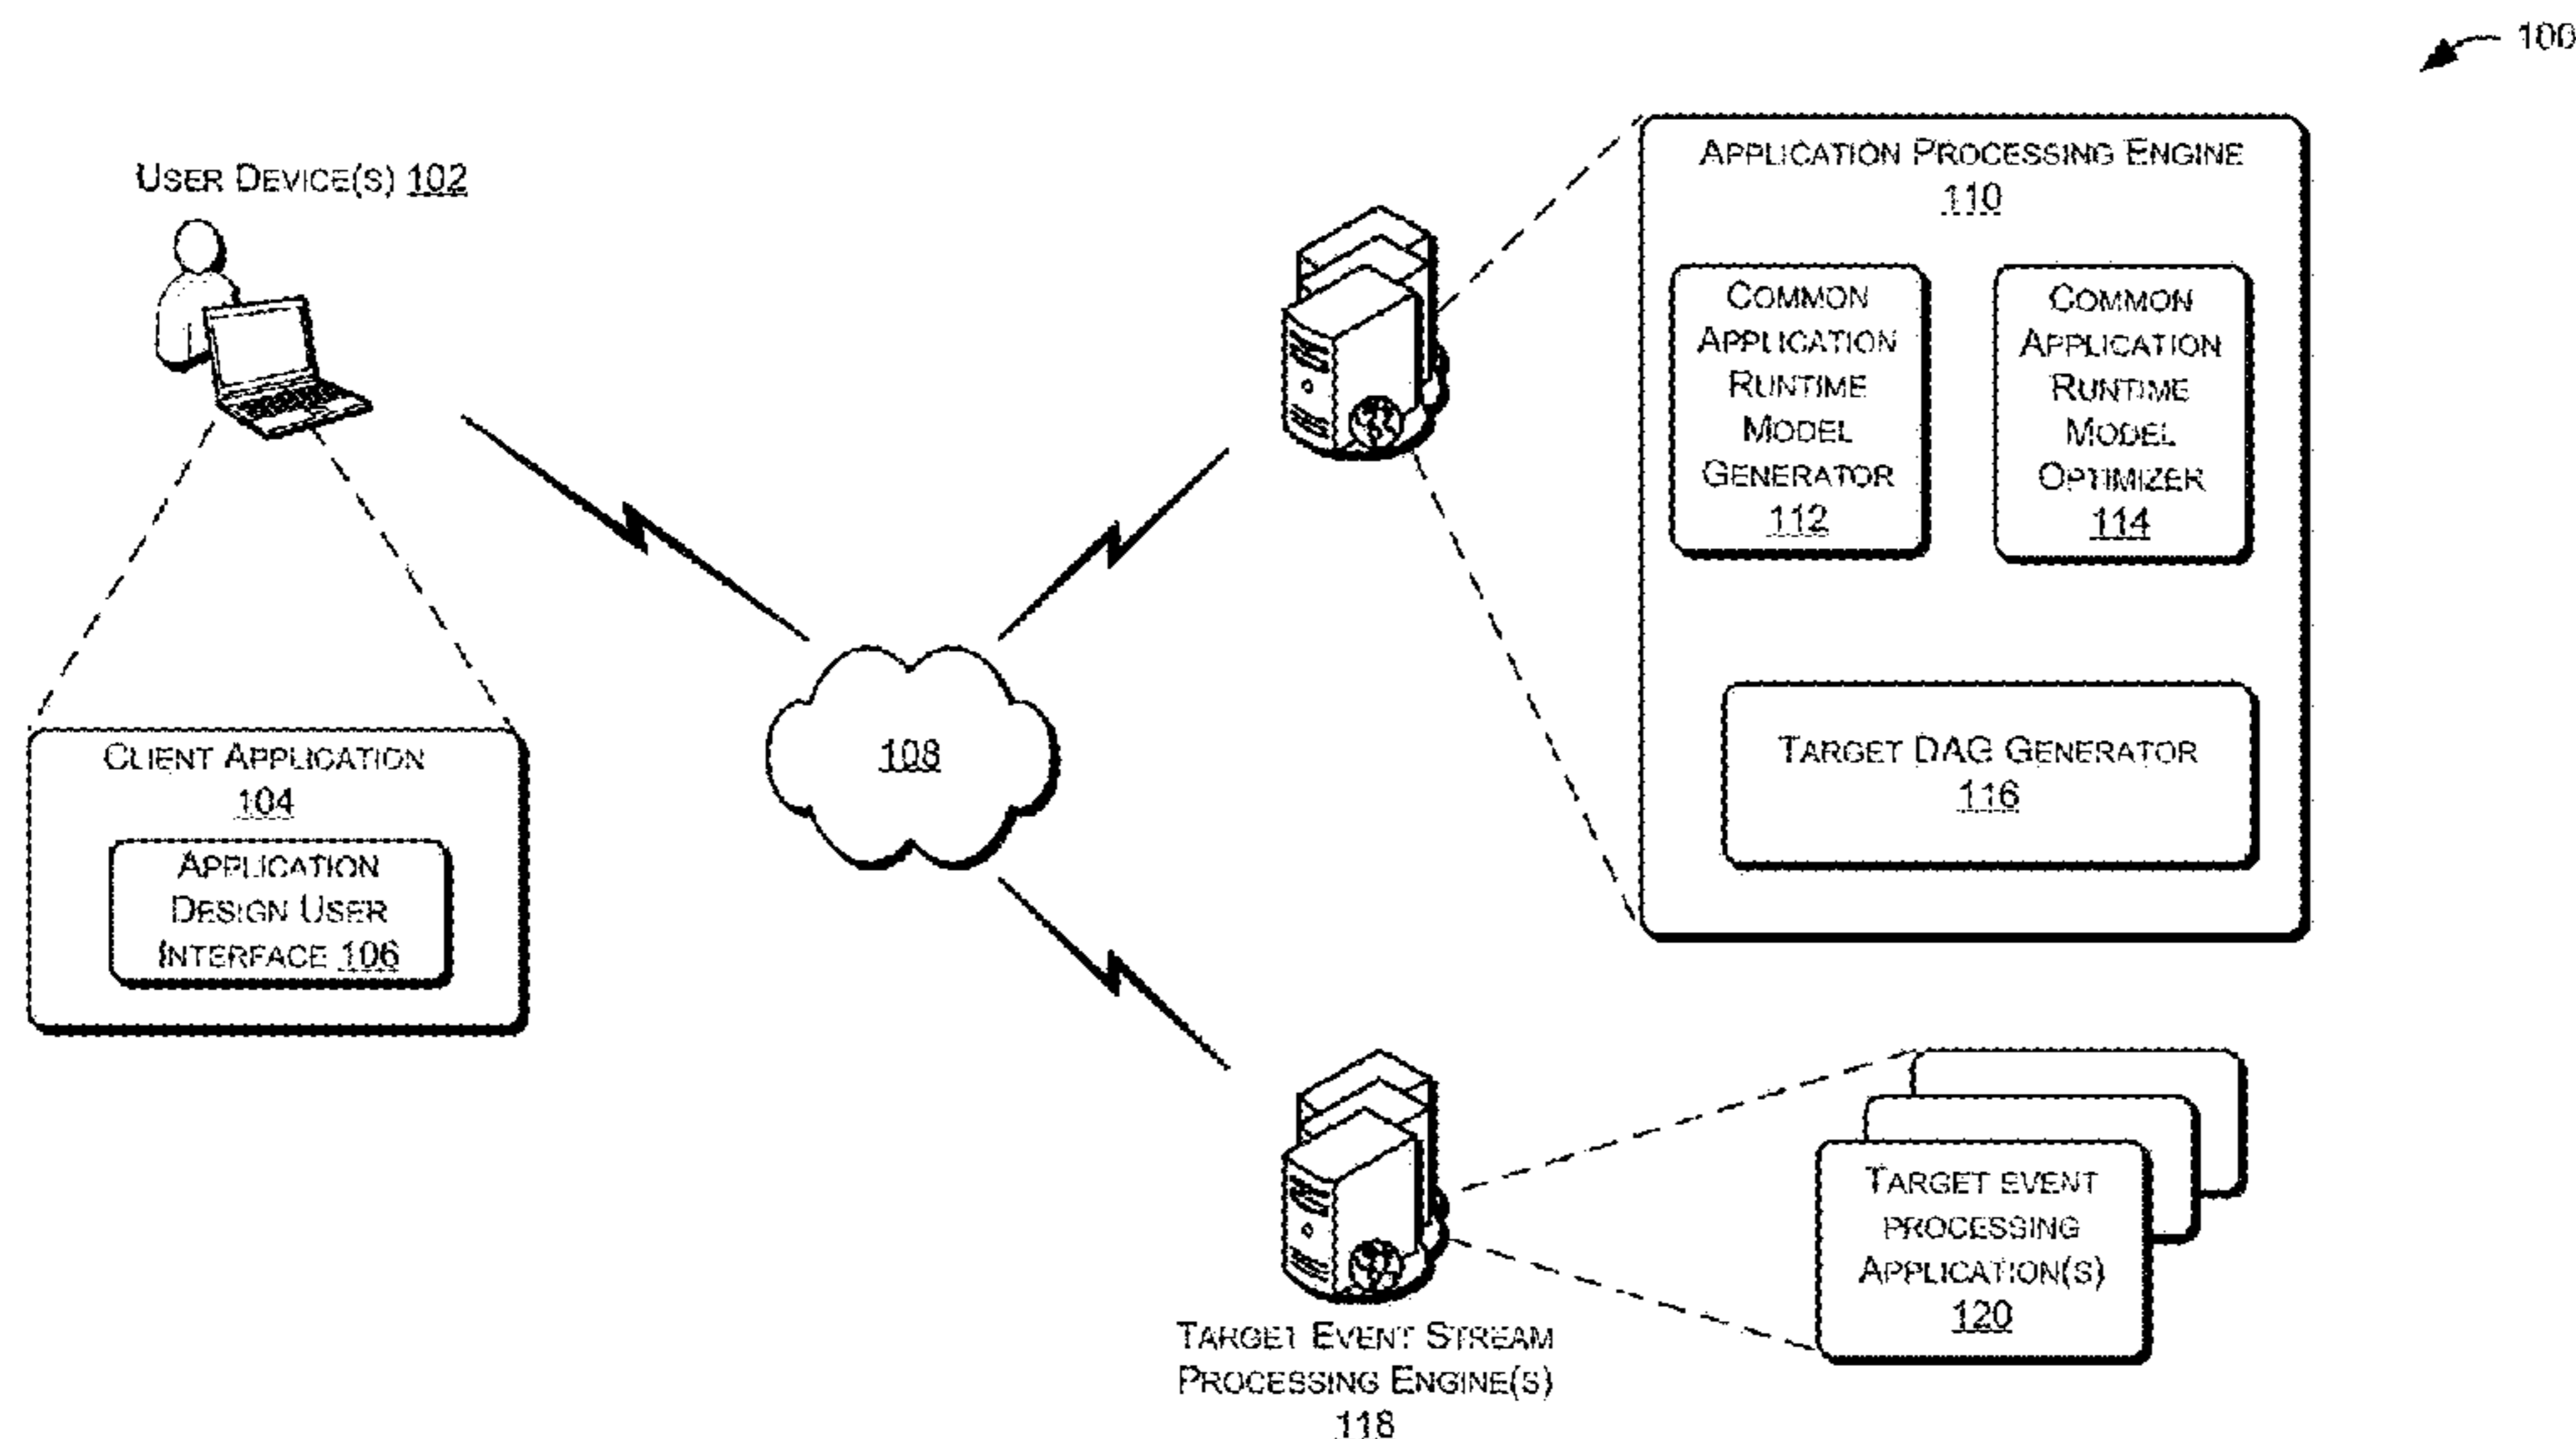 100
USER DEVICE(S) 102
APPLICATION PROCESSING ENGINE
110
COMMON
APPLICATION
RUNTIME
MODEL
GENERATOR
112
COMMON
APPLICATION
RUNTIME
MODEL
OPTIMIZER
114
TARGET DAG GENERATOR
116
CLIENT APPLICATION
104
APPLICATION
DESIGN USER
INTERFACE 106
108
TARGET EVENT
PROCESSING
APPLICATION(S)
120
TARGET EVENT STREAM
PROCESSING ENGINE(S)
118